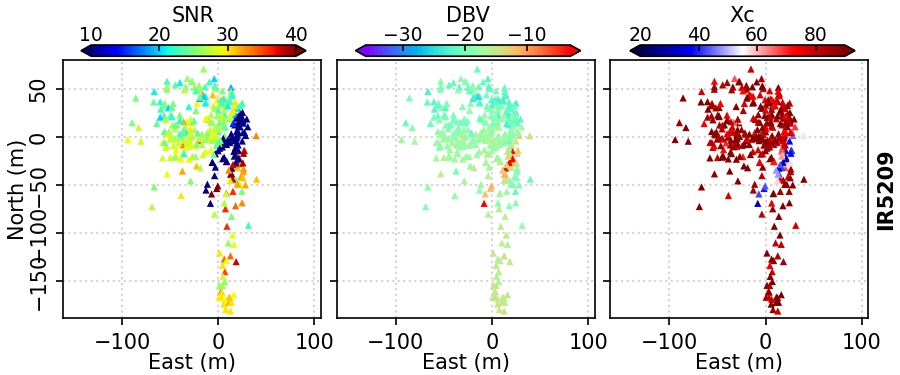 SNR DBV Xc
10 20 30 40 −30 −20 −10 20 40 60 80
50
0
−50
−100
−150
North (m)
IR5209
−100 0 100 −100 0 100 −100 0 100
East (m) East (m) East (m)